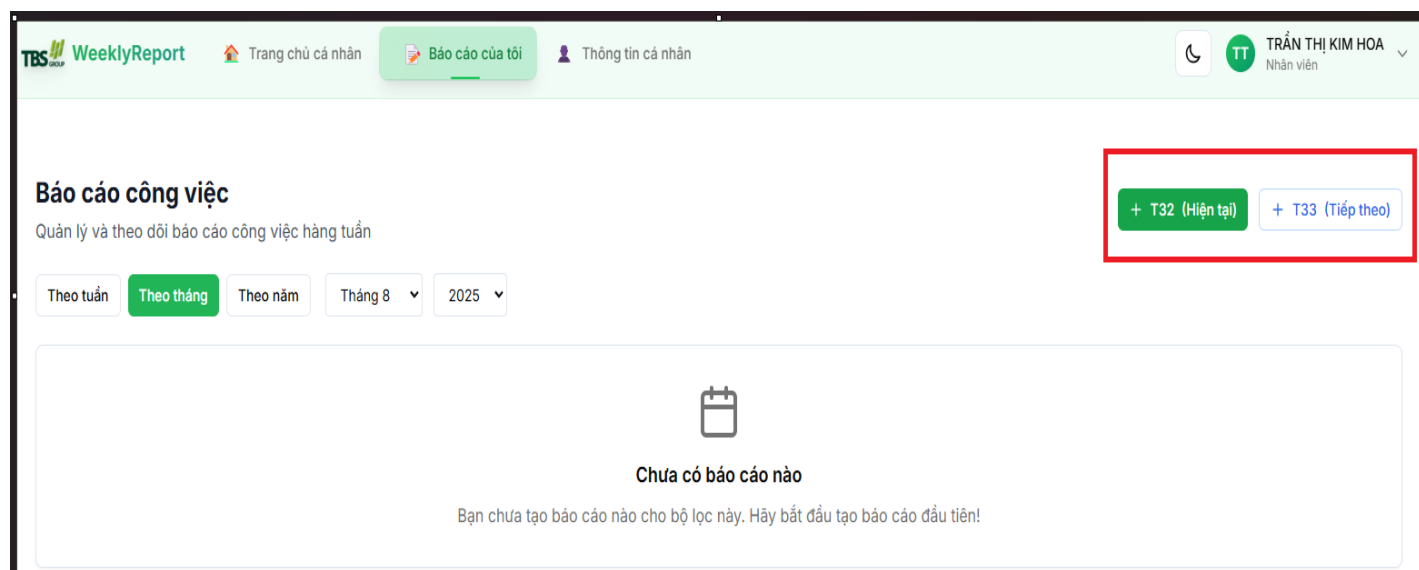 TBS GROUP WeeklyReport Trang chủ cá nhân Báo cáo của tôi Thông tin cá nhân TT TRẦN THỊ KIM HOA
Nhân viên
Báo cáo công việc
Quản lý và theo dõi báo cáo công việc hàng tuần
+ T32 (Hiện tại) + T33 (Tiếp theo)
Theo tuần Theo tháng Theo năm Tháng 8 2025
Chưa có báo cáo nào
Bạn chưa tạo báo cáo nào cho bộ lọc này. Hãy bắt đầu tạo báo cáo đầu tiên!